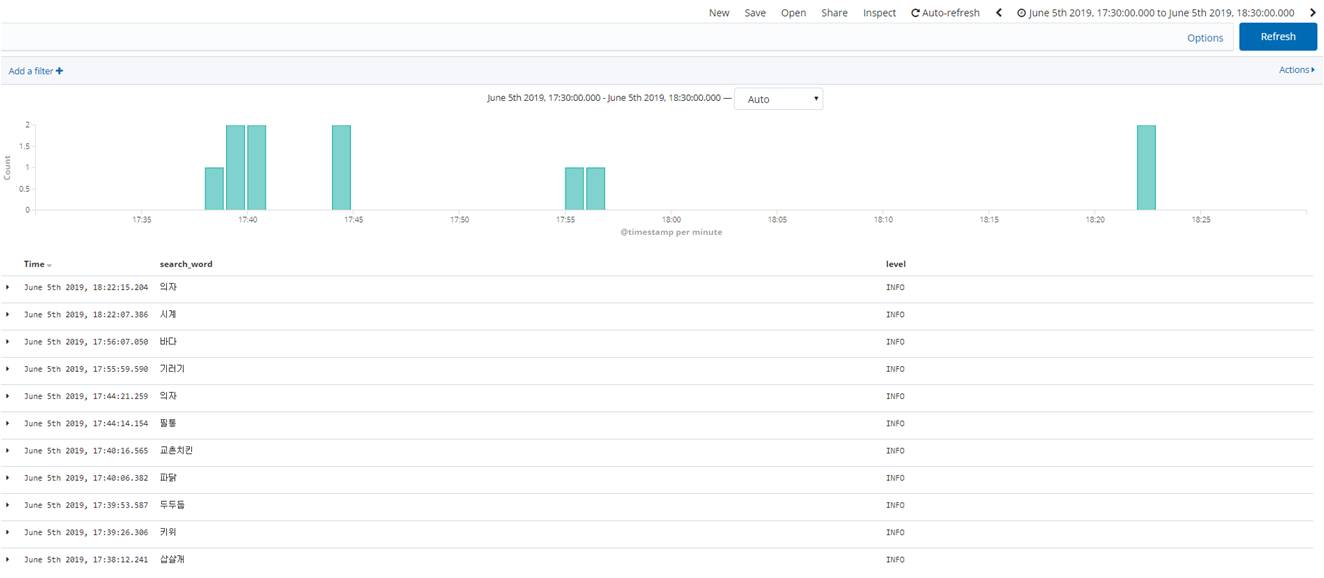 New Save Open Share Inspect Auto-refresh June 5th 2019, 17:30:00.000 to June 5th 2019, 18:30:00.000
Options Refresh
Add a filter + Actions
June 5th 2019, 17:30:00.000 - June 5th 2019, 18:30:00.000 — Auto
2
1.5
1
0.5
0
Count
17:35 17:40 17:45 17:50 17:55 18:00 18:05 18:10 18:15 18:20 18:25
@timestamp per minute
Time search_word level
June 5th 2019, 18:22:15.204 의자 INFO
June 5th 2019, 18:22:07.386 시계 INFO
June 5th 2019, 17:56:07.050 바다 INFO
June 5th 2019, 17:55:59.590 기러기 INFO
June 5th 2019, 17:44:21.259 의자 INFO
June 5th 2019, 17:44:14.154 필통 INFO
June 5th 2019, 17:40:16.565 교촌치킨 INFO
June 5th 2019, 17:40:06.382 파닭 INFO
June 5th 2019, 17:39:53.587 두두둡 INFO
June 5th 2019, 17:39:26.306 키위 INFO
June 5th 2019, 17:38:12.241 삽살개 INFO